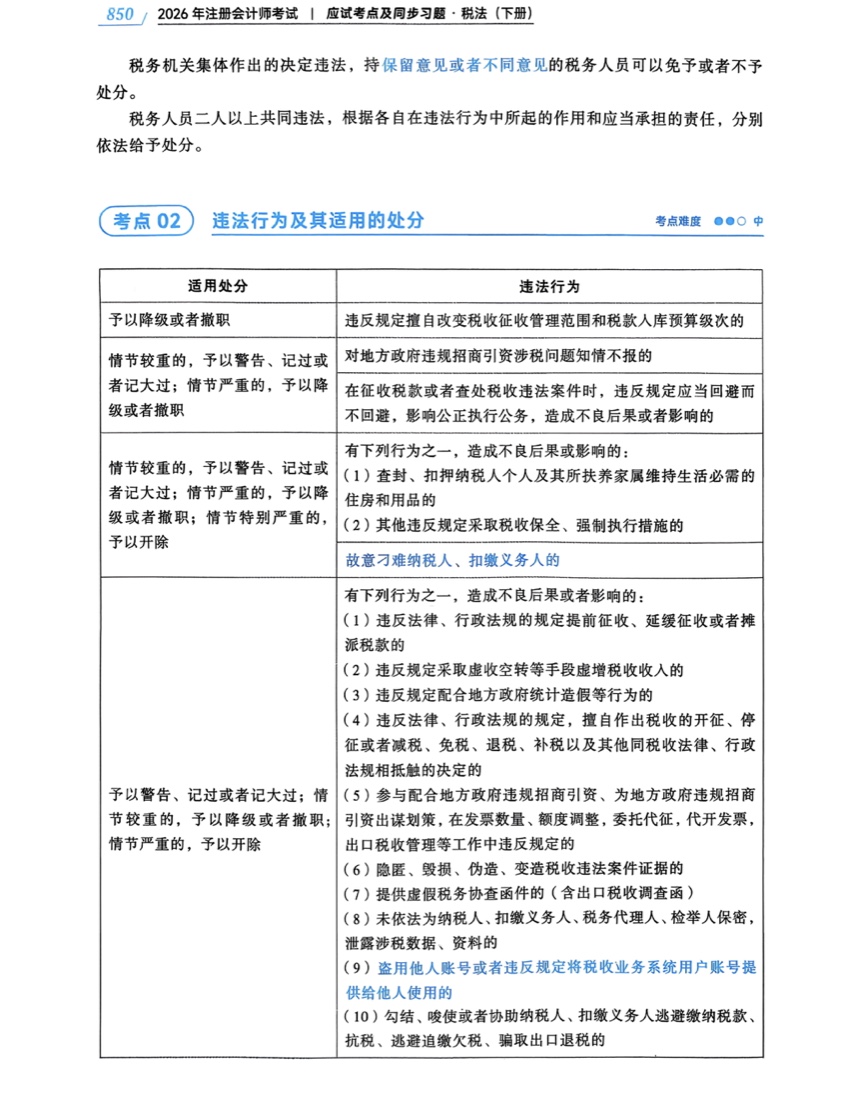 850 2026年注册会计师考试 | 应试考点及同步习题·税法（下册）
税务机关集体作出的决定违法，持保留意见或者不同意见的税务人员可以免予或者不予
处分。
税务人员二人以上共同违法，根据各自在违法行为中所起的作用和应当承担的责任，分别
依法给予处分。
考点 02 违法行为及其适用的处分 考点难度 中
适用处分 违法行为
予以降级或者撤职 违反规定擅自改变税收征收管理范围和税款入库预算级次的
情节较重的，予以警告、记过或
者记大过；情节严重的，予以降
级或者撤职
对地方政府违规招商引资涉税问题知情不报的
在征收税款或者查处税收违法案件时，违反规定应当回避而
不回避，影响公正执行公务，造成不良后果或者影响的
情节较重的，予以警告、记过或
者记大过；情节严重的，予以降
级或者撤职；情节特别严重的，
予以开除
有下列行为之一，造成不良后果或影响的：
（1）查封、扣押纳税人个人及其所扶养家属维持生活必需的
住房和用品的
（2）其他违反规定采取税收保全、强制执行措施的
故意刁难纳税人、扣缴义务人的
予以警告、记过或者记大过；情
节较重的，予以降级或者撤职；
情节严重的，予以开除
有下列行为之一，造成不良后果或者影响的：
（1）违反法律、行政法规的规定提前征收、延缓征收或者摊
派税款的
（2）违反规定采取虚收空转等手段虚增税收收入的
（3）违反规定配合地方政府统计造假等行为的
（4）违反法律、行政法规的规定，擅自作出税收的开征、停
征或者减税、免税、退税、补税以及其他同税收法律、行政
法规相抵触的决定的
（5）参与配合地方政府违规招商引资、为地方政府违规招商
引资出谋划策，在发票数量、额度调整，委托代征，代开发票，
出口税收管理等工作中违反规定的
（6）隐匿、毁损、伪造、变造税收违法案件证据的
（7）提供虚假税务协查函件的（含出口税收调查函）
（8）未依法为纳税人、扣缴义务人、税务代理人、检举人保密，
泄露涉税数据、资料的
（9）盗用他人账号或者违反规定将税收业务系统用户账号提
供给他人使用的
（10）勾结、唆使或者协助纳税人、扣缴义务人逃避缴纳税款、
抗税、逃避追缴欠税、骗取出口退税的